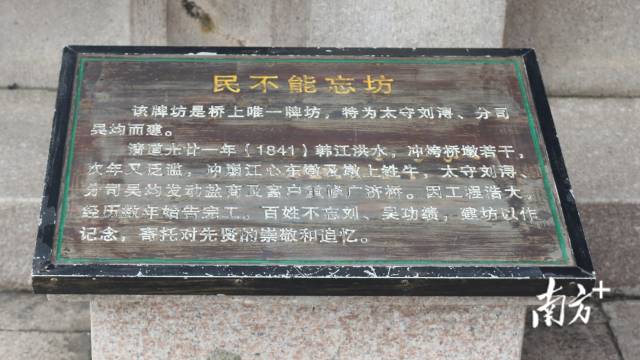 民不能忘坊
该牌坊是桥上唯一牌坊，特为太守刘浔、分司
吴均而建。
清道光廿一年（1841）韩江洪水，冲垮桥墩若干，
次年又泛滥，冲塌江心东墩及墩上牲牛，太守刘浔、
分司吴均发动盐商及富户重修广济桥。因工程浩大，
经历数年始告完工。百姓不忘刘、吴功绩，建坊以作
记念，寄托对先贤的崇敬和追忆。
南方+